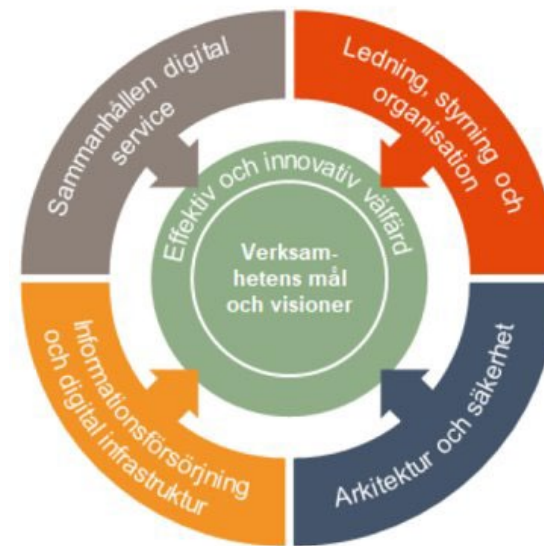 Sammanhållen digital
service
Ledning, styrning och
organisation
Effektiv och innovativ välfärd
Verksam-
hetens mål
och visioner
Informationsförsörjning
och digital infrastruktur
Arkitektur och säkerhet